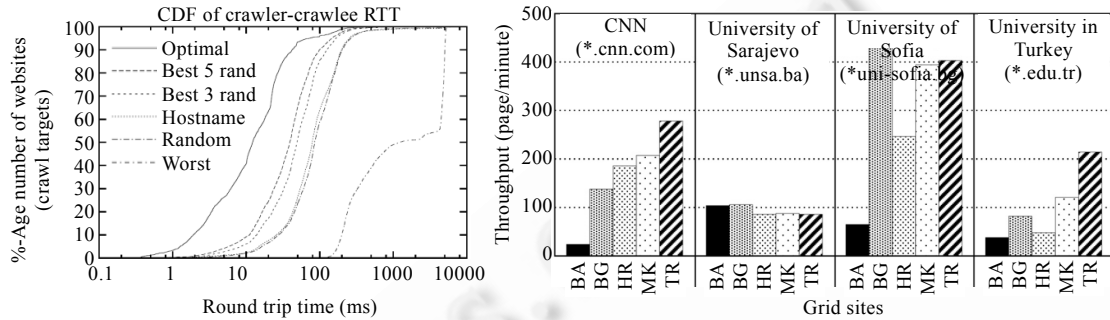 CDF of crawler-crawlee RTT
100
90
80
70
60
50
40
30
20
10
0
%-Age number of websites
(crawl targets)
Optimal
Best 5 rand
Best 3 rand
Hostname
Random
Worst
0.1 1 10 100 1000 10000
Round trip time (ms)
500
400
300
200
100
0
Throughput (page/minute)
CNN
(*.cnn.com)
University of
Sarajevo
(*.unsa.ba)
University of
Sofia
(*uni-sofia.bg)
University in
Turkey
(*.edu.tr)
BA BG HR MK TR
BA BG HR MK TR
BA BG HR MK TR
BA BG HR MK TR
Grid sites